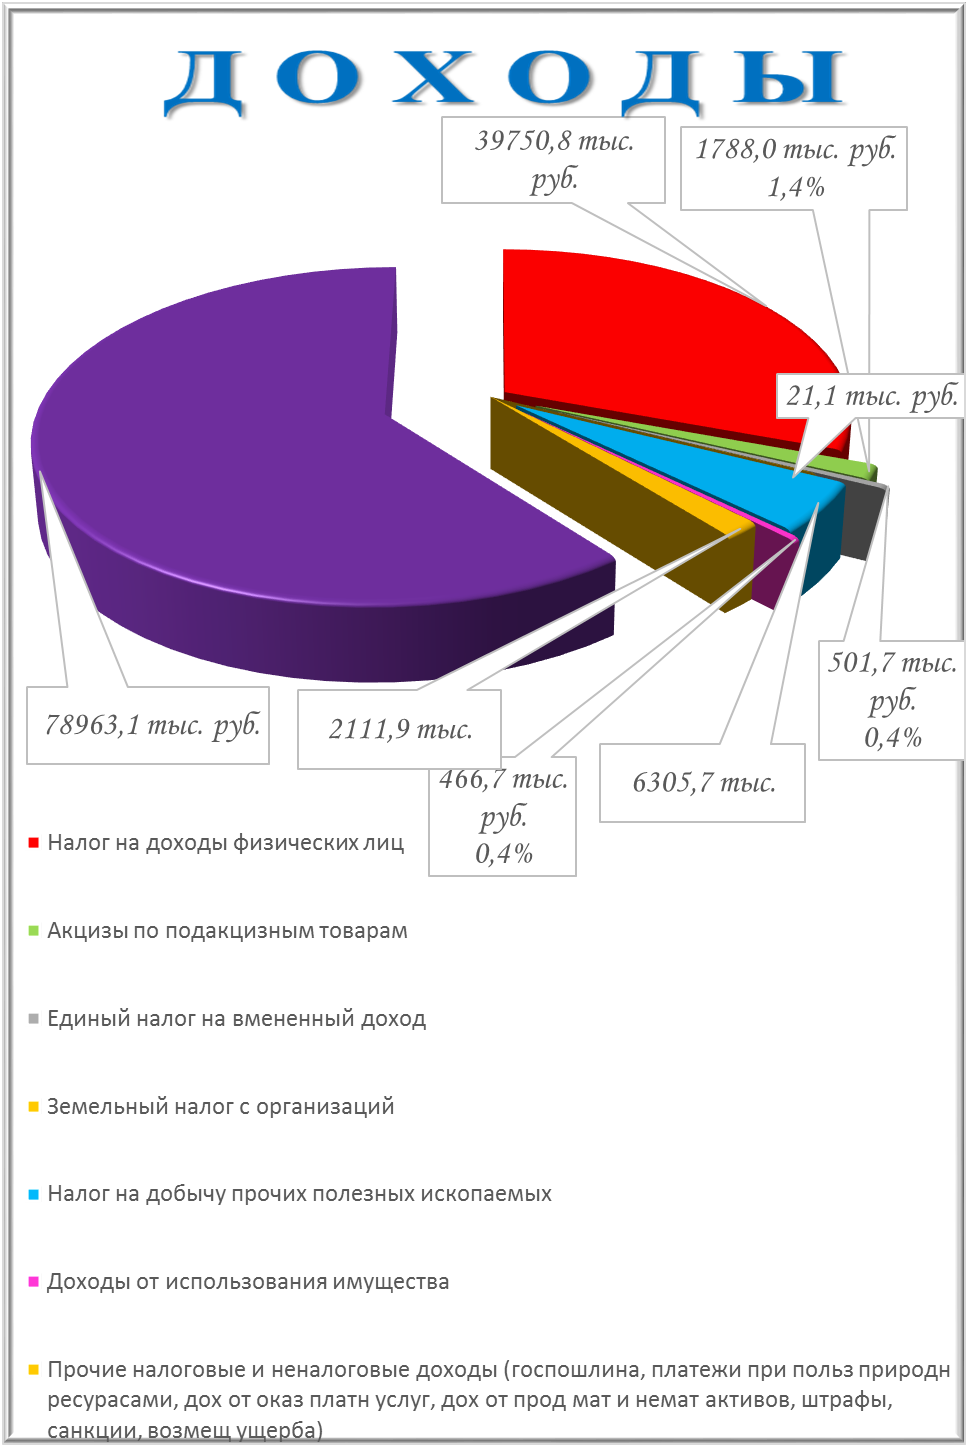 ДОХОДЫ
39750,8 тыс.
руб.
1788,0 тыс. руб.
1,4%
21,1 тыс. руб.
501,7 тыс.
руб.
0,4%
78963,1 тыс. руб.
2111,9 тыс.
466,7 тыс.
руб.
0,4%
6305,7 тыс.
Налог на доходы физических лиц
Акцизы по подакцизным товарам
Единый налог на вмененный доход
Земельный налог с организаций
Налог на добычу прочих полезных ископаемых
Доходы от использования имущества
Прочие налоговые и неналоговые доходы (госпошлина, платежи при польз природн
ресурасами, дох от оказ платн услуг, дох от прод мат и немат активов, штрафы,
санкции, возмещ ущерба)